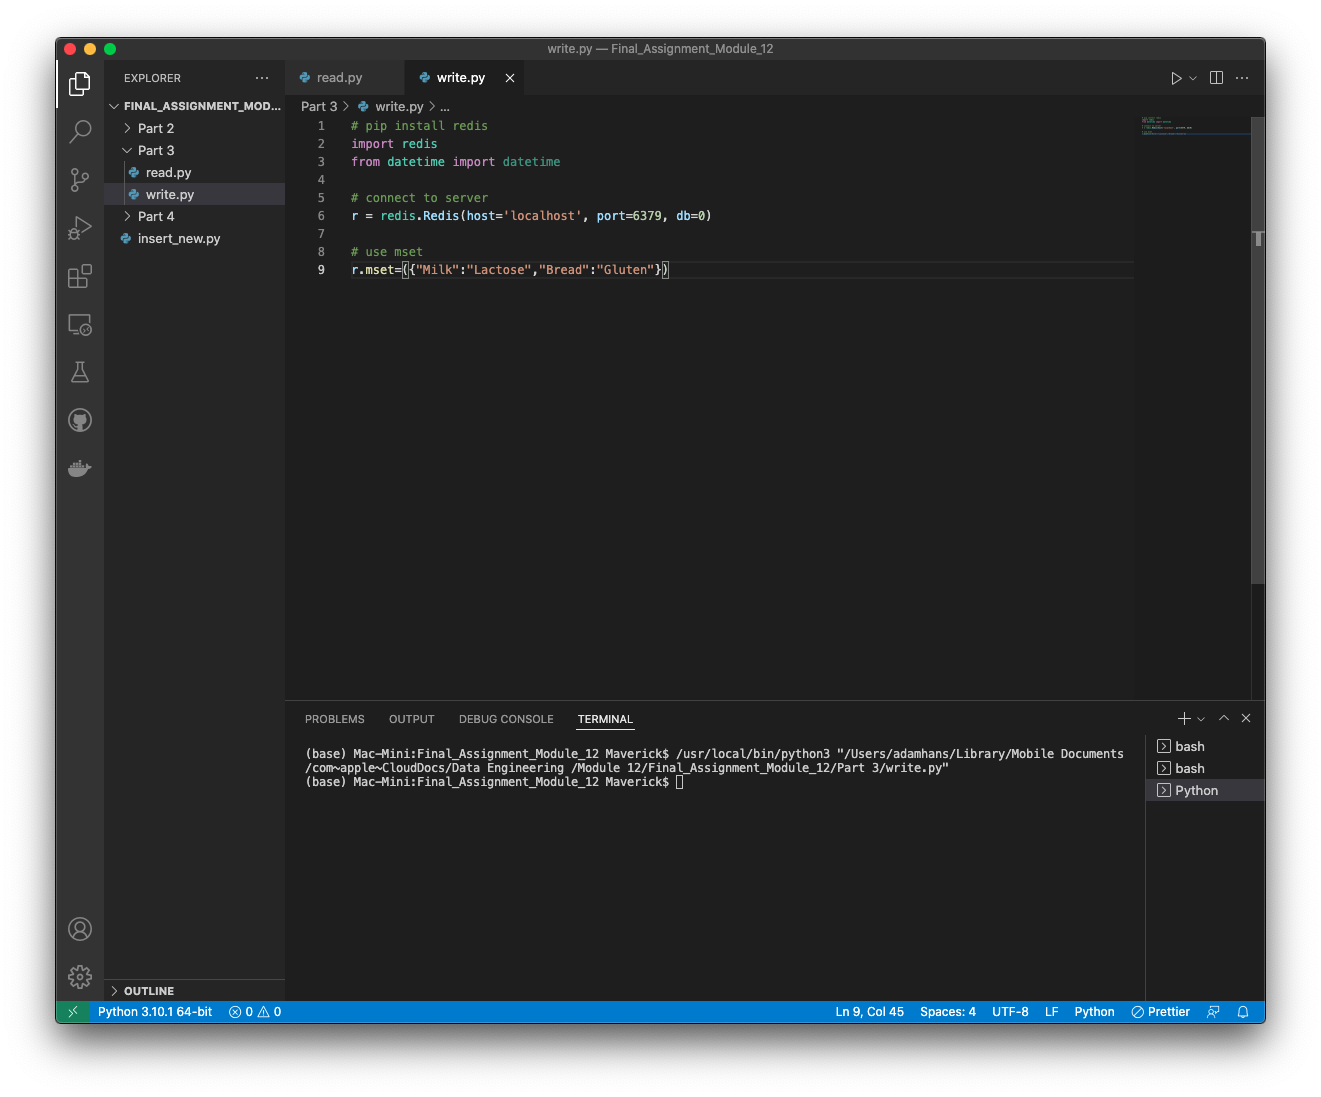 write.py — Final_Assignment_Module_12
EXPLORER
FINAL_ASSIGNMENT_MOD...
Part 2
Part 3
read.py
write.py
Part 4
insert_new.py
OUTLINE
read.py
write.py
Part 3 > write.py > ...
1 # pip install redis
2 import redis
3 from datetime import datetime
4
5 # connect to server
6 r = redis.Redis(host='localhost', port=6379, db=0)
7
8 # use mset
9 r.mset=({"Milk":"Lactose","Bread":"Gluten"})
PROBLEMS OUTPUT DEBUG CONSOLE TERMINAL
(base) Mac-Mini:Final_Assignment_Module_12 Maverick$ /usr/local/bin/python3 "/Users/adamhans/Library/Mobile Documents
/com~apple~CloudDocs/Data Engineering /Module 12/Final_Assignment_Module_12/Part 3/write.py"
(base) Mac-Mini:Final_Assignment_Module_12 Maverick$
bash
bash
Python
Python 3.10.1 64-bit 0 0 Ln 9, Col 45 Spaces: 4 UTF-8 LF Python Prettier